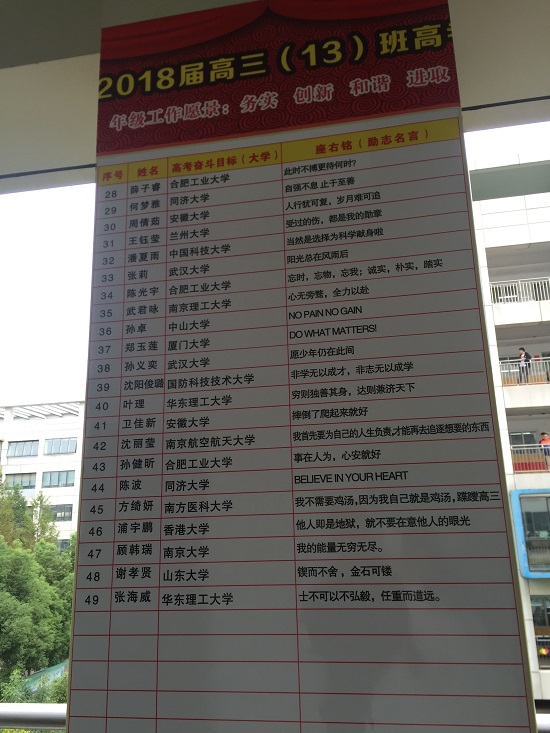 2018届高三（13）班高
年级工作愿景：务实 创新 和谐 进取
序号 姓名 高考奋斗目标（大学） 座右铭（励志名言）
28 薛子睿 合肥工业大学 此时不搏更待何时?
29 何梦雅 同济大学 自强不息 止于至善
30 周倩茹 安徽大学 人行犹可复，岁月难可追
31 王钰莹 兰州大学 受过的伤，都是我的勋章
32 潘夏雨 中国科技大学 当然是选择为科学献身啦
33 张莉 武汉大学 阳光总在风雨后
34 陈光宇 合肥工业大学 忘时，忘物，忘我；诚实，朴实，踏实
35 武君咏 南京理工大学 心无旁骛，全力以赴
36 孙卓 中山大学 NO PAIN NO GAIN
37 郑玉莲 厦门大学 DO WHAT MATTERS!
38 孙义奕 武汉大学 愿少年仍在此间
39 沈阳俊璐 国防科技技术大学 非学无以成才，非志无以成学
40 叶理 华东理工大学 穷则独善其身，达则兼济天下
41 卫佳新 安徽大学 摔倒了爬起来就好
42 沈丽莹 南京航空航天大学 我首先要为自己的人生负责,才能再去追逐想要的东西
43 孙健昕 合肥工业大学 事在人为，心安就好
44 陈波 同济大学 BELIEVE IN YOUR HEART
45 方绮妍 南方医科大学 我不需要鸡汤,因为我自己就是鸡汤，蹀躞高三
46 浦宇鹏 香港大学 他人即是地狱，就不要在意他人的眼光
47 顾韩瑞 南京大学 我的能量无穷无尽。
48 谢孝贤 山东大学 锲而不舍，金石可镂
49 张海威 华东理工大学 士不可以不弘毅，任重而道远。